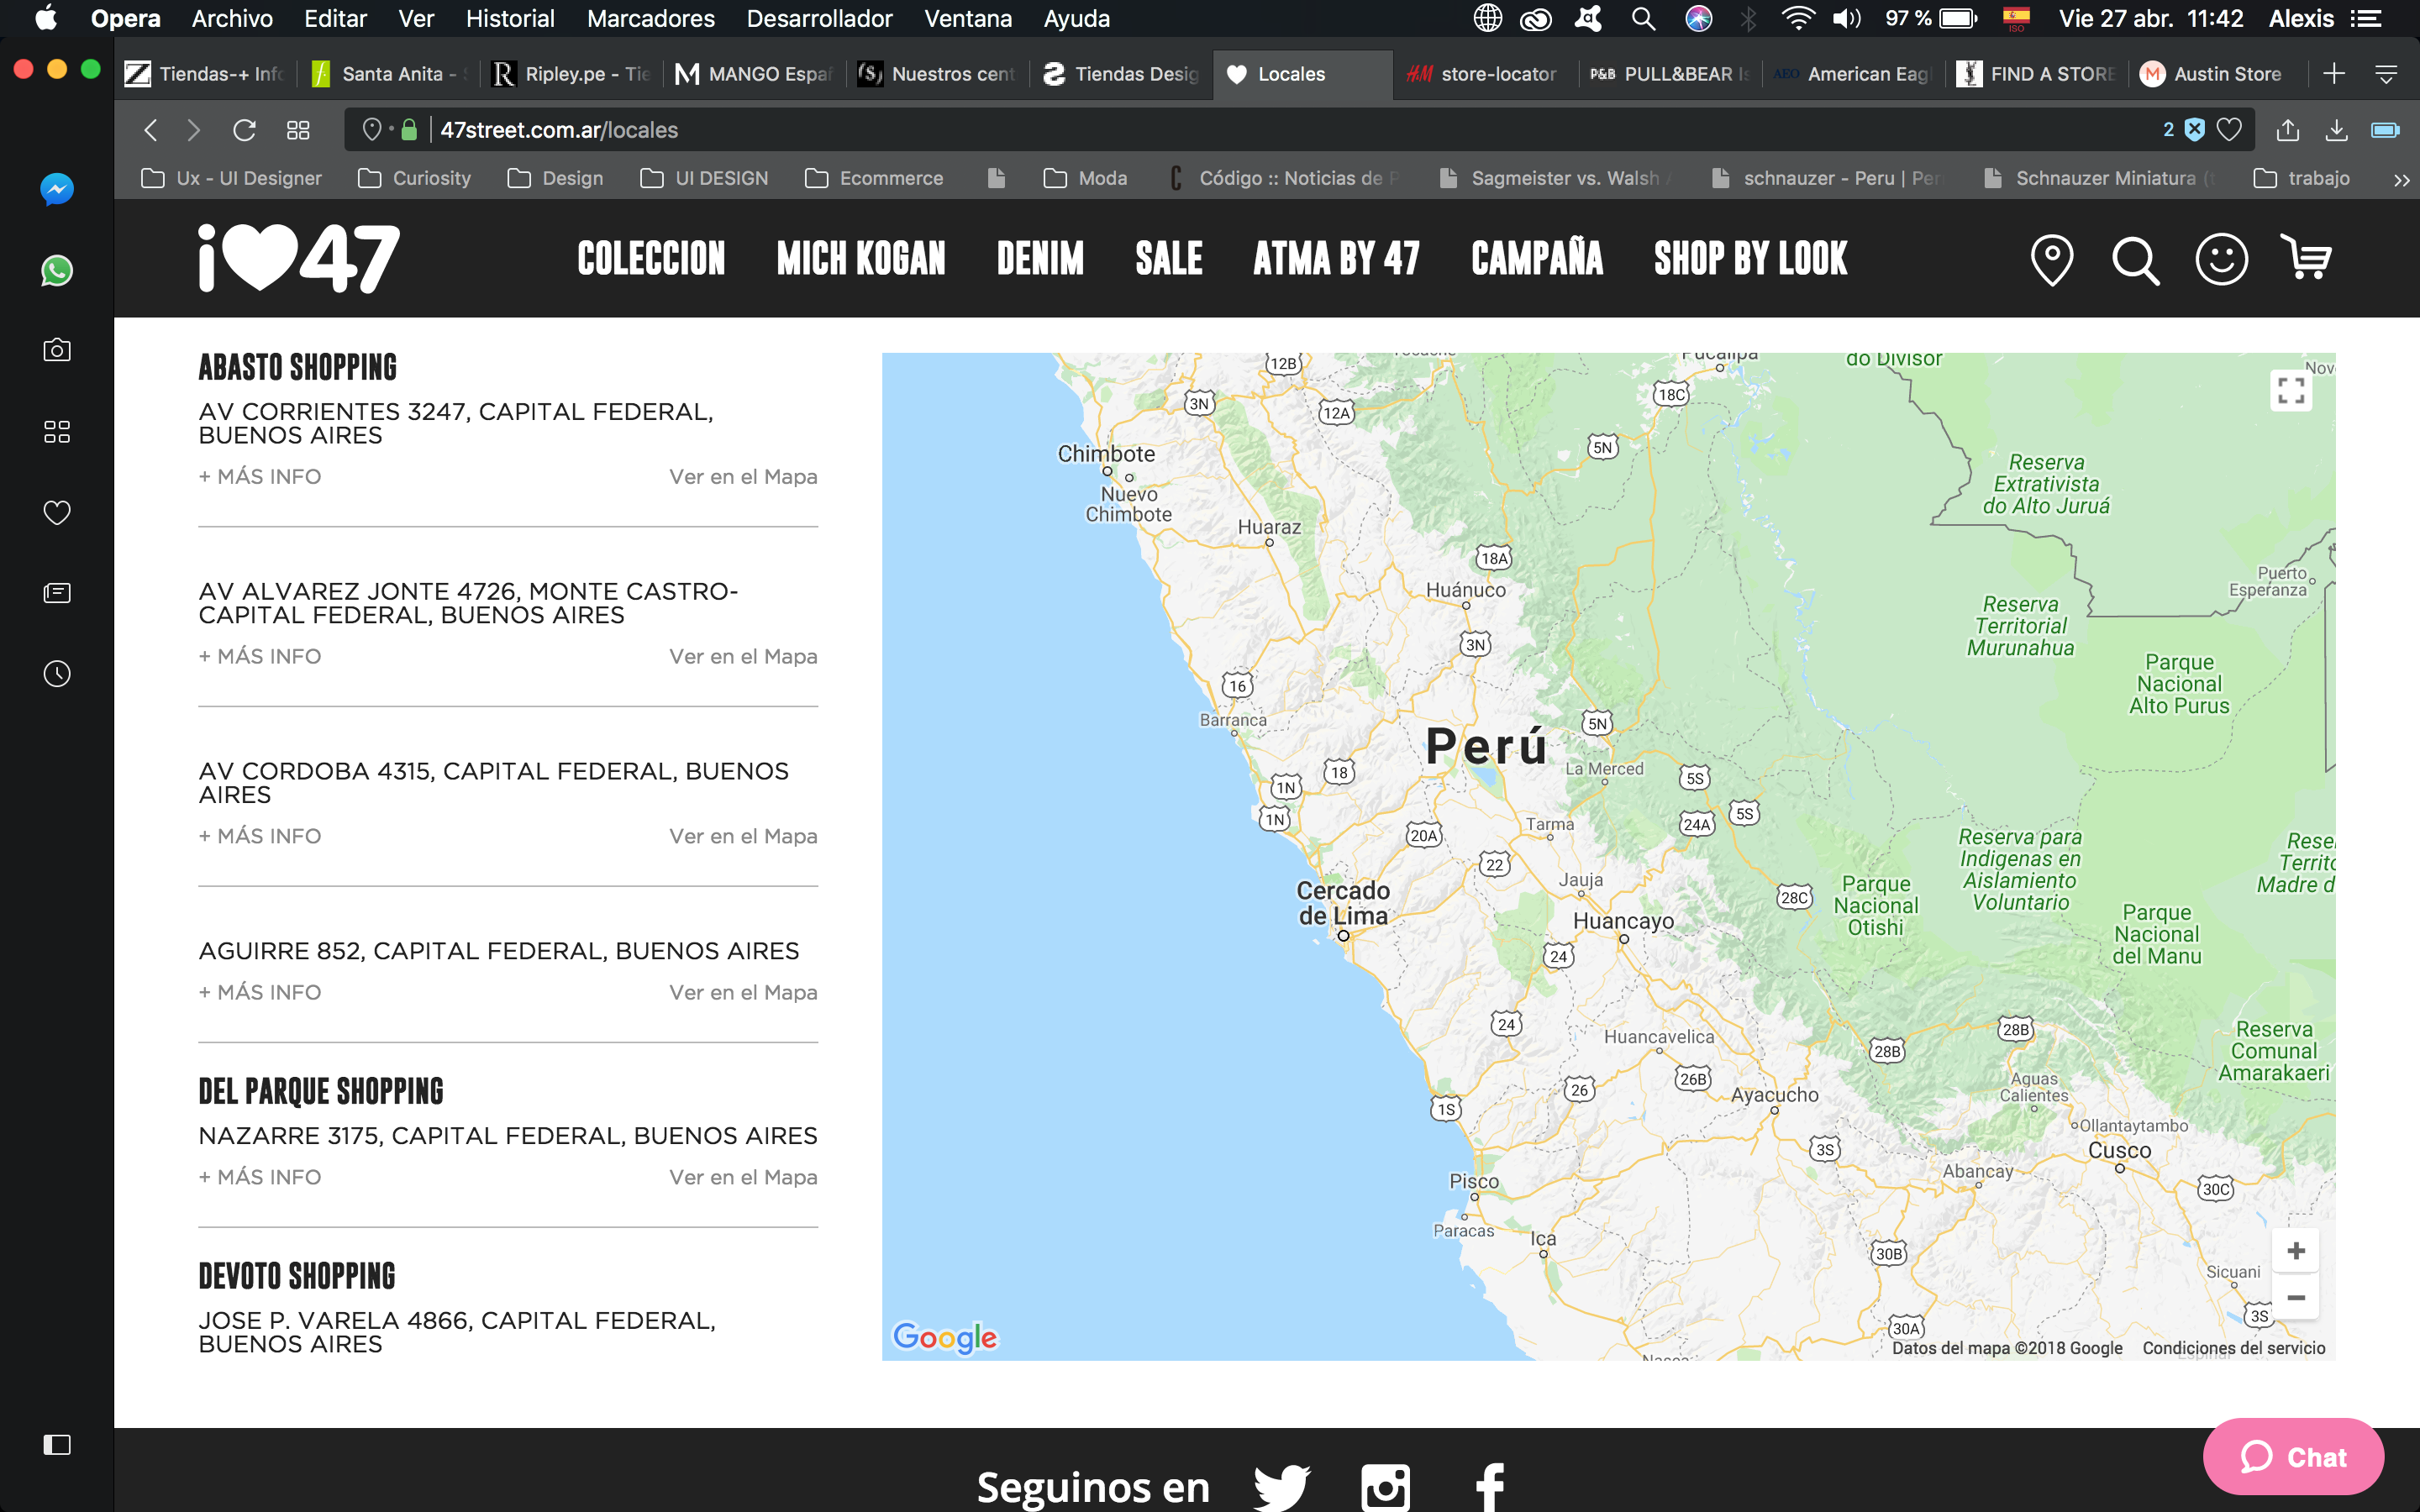 Opera Archivo Editar Ver Historial Marcadores Desarrollador Ventana Ayuda 97 % ISO Vie 27 abr. 11:42 Alexis
Tiendas-+ Info Santa Anita - Ripley.pe - Tie MANGO Espa Nuestros cent Tiendas Desig Locales store-locator PULL&BEAR American Eag FIND A STORE Austin Store
47street.com.ar/locales 2
Ux - UI Designer Curiosity Design UI DESIGN Ecommerce Moda Código :: Noticias de Sagmeister vs. Walsh schnauzer - Peru | Per Schnauzer Miniatura trabajo
i 47 COLECCION MICH KOGAN DENIM SALE ATMA BY 47 CAMPAÑA SHOP BY LOOK
ABASTO SHOPPING
AV CORRIENTES 3247, CAPITAL FEDERAL,
BUENOS AIRES
+ MÁS INFO Ver en el Mapa
AV ALVAREZ JONTE 4726, MONTE CASTRO-
CAPITAL FEDERAL, BUENOS AIRES
+ MÁS INFO Ver en el Mapa
AV CORDOBA 4315, CAPITAL FEDERAL, BUENOS
AIRES
+ MÁS INFO Ver en el Mapa
AGUIRRE 852, CAPITAL FEDERAL, BUENOS AIRES
+ MÁS INFO Ver en el Mapa
DEL PARQUE SHOPPING
NAZARRE 3175, CAPITAL FEDERAL, BUENOS AIRES
+ MÁS INFO Ver en el Mapa
DEVOTO SHOPPING
JOSE P. VARELA 4866, CAPITAL FEDERAL,
BUENOS AIRES
Pucallpa
do Divisor
12B
Nov
18C
3N
12A
5N
Chimbote
Nuevo
Chimbote
Reserva
Extrativista
do Alto Juruá
Huaraz
18A
Huánuco
Puerto
Esperanza
Reserva
Territorial
Murunahua
3N
Parque
Nacional
Alto Purus
16
Barranca
5N
Perú
La Merced
18
5S
1N
1N
5S
24A
20A
Tarma
22
Reserva para
Indigenas en
Aislamiento
Voluntario
Rese
Territo
Madre d
Jauja
Cercado
de Lima
28C
Parque
Nacional
Otishi
Huancayo
Parque
Nacional
del Manu
24
24
28B
Huancavelica
28B
Reserva
Comunal
Amarakaeri
26B
26
Aguas
Calientes
Ayacucho
1S
Ollantaytambo
Cusco
3S
Abancay
Pisco
30C
Paracas
Ica
30B
Sicuani
3S
30A
Google
Datos del mapa ©2018 Google Condiciones del servicio
Chat
Seguinos en